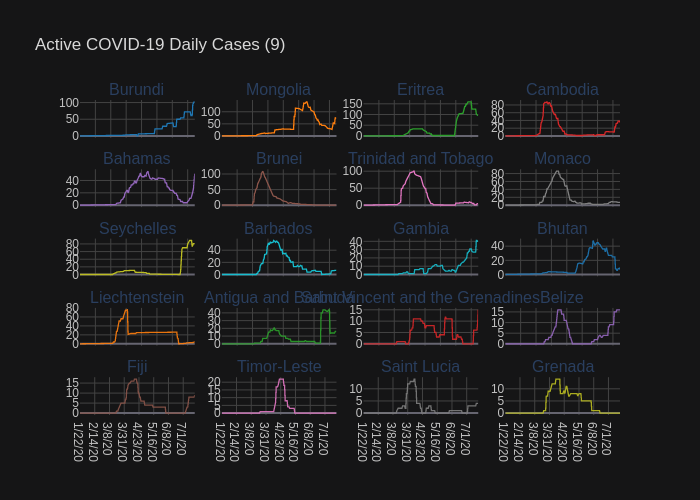 Active COVID-19 Daily Cases (9)
Burundi Mongolia Eritrea Cambodia
100 50 0
100 50 0
150 100 50 0
80 60 40 20 0
Bahamas Brunei Trinidad and Tobago Monaco
40 20 0
100 50 0
100 50 0
80 60 40 20 0
Seychelles Barbados Gambia Bhutan
80 60 40 20 0
40 20 0
40 30 20 10 0
40 20 0
Liechtenstein Antigua and Barbuda Saint Vincent and the Grenadines Belize
80 60 40 20 0
40 30 20 10 0
15 10 5 0
15 10 5 0
Fiji Timor-Leste Saint Lucia Grenada
15 10 5 0
20 15 10 5 0
10 5 0
10 5 0
1/22/20 2/14/20 3/8/20 3/31/20 4/23/20 5/16/20 6/8/20 7/1/20
1/22/20 2/14/20 3/8/20 3/31/20 4/23/20 5/16/20 6/8/20 7/1/20
1/22/20 2/14/20 3/8/20 3/31/20 4/23/20 5/16/20 6/8/20 7/1/20
1/22/20 2/14/20 3/8/20 3/31/20 4/23/20 5/16/20 6/8/20 7/1/20